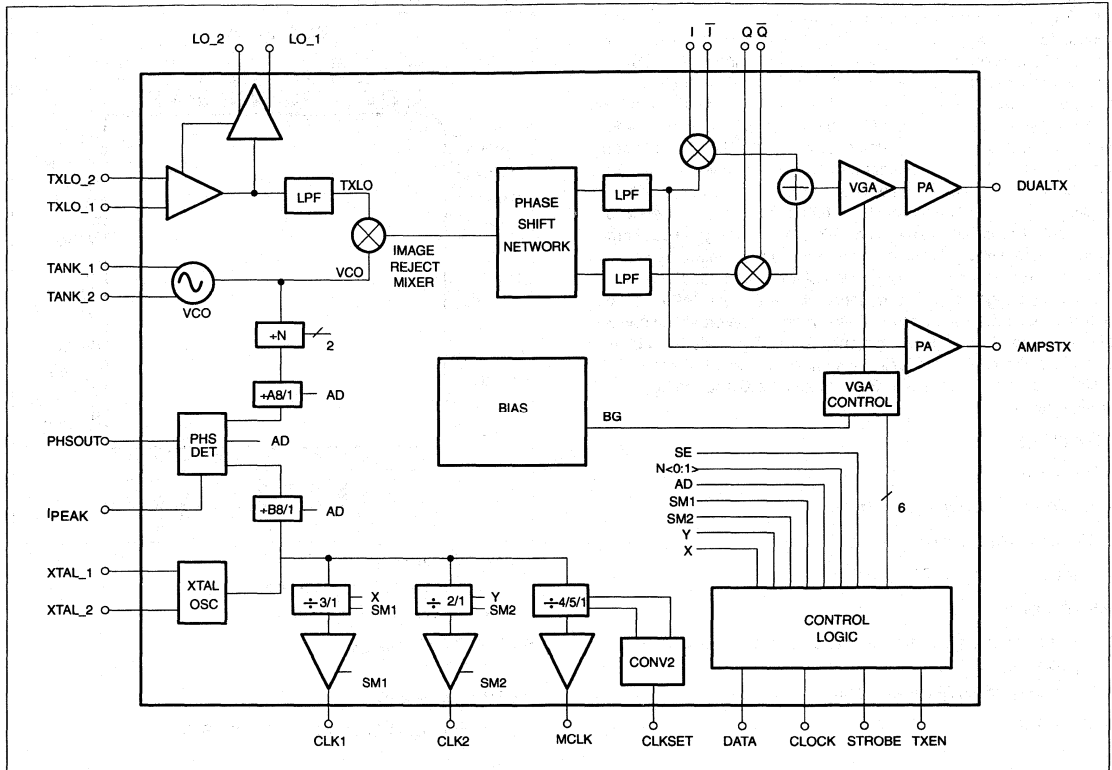 LO_2
LO_1
I
I̅
Q
Q̅
TXLO_2
TXLO_1
LPF
TXLO
PHASE
SHIFT
NETWORK
LPF
LPF
VGA
PA
DUALTX
IMAGE
REJECT
MIXER
TANK_1
TANK_2
VCO
VCO
÷N
2
PA
AMPSTX
÷A8/1
AD
BIAS
BG
VGA
CONTROL
PHSOUT
PHS
DET
AD
IPEAK
÷B8/1
AD
SE
N<0:1>
AD
SM1
SM2
Y
X
6
XTAL_1
XTAL_2
XTAL
OSC
÷3/1
X
SM1
÷ 2/1
Y
SM2
÷4/5/1
CONV2
CONTROL
LOGIC
SM1
SM2
CLK1
CLK2
MCLK
CLKSET
DATA
CLOCK
STROBE
TXEN